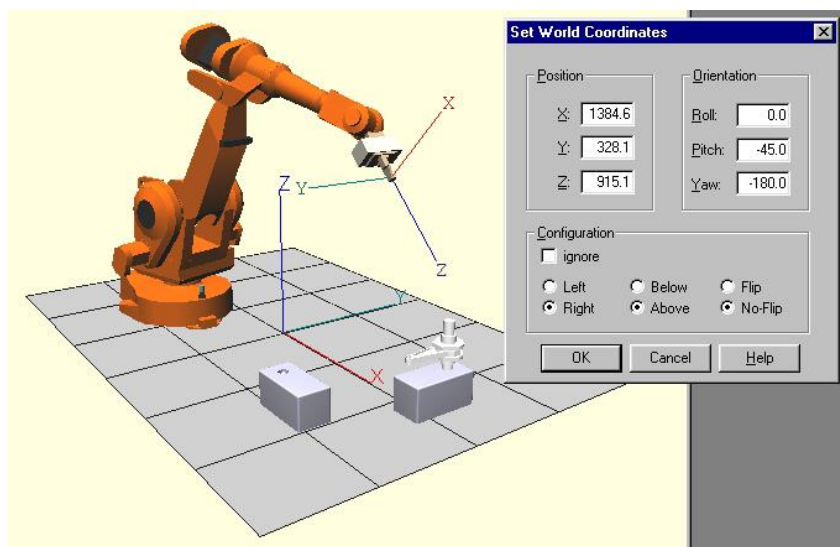 Set World Coordinates
Position
X: 1384.6
Y: 328.1
Z: 915.1
Orientation
Roll: 0.0
Pitch: -45.0
Yaw: -180.0
Configuration
ignore
Left Below Flip
Right Above No-Flip
OK Cancel Help
X
Z Y
Z
Y
X